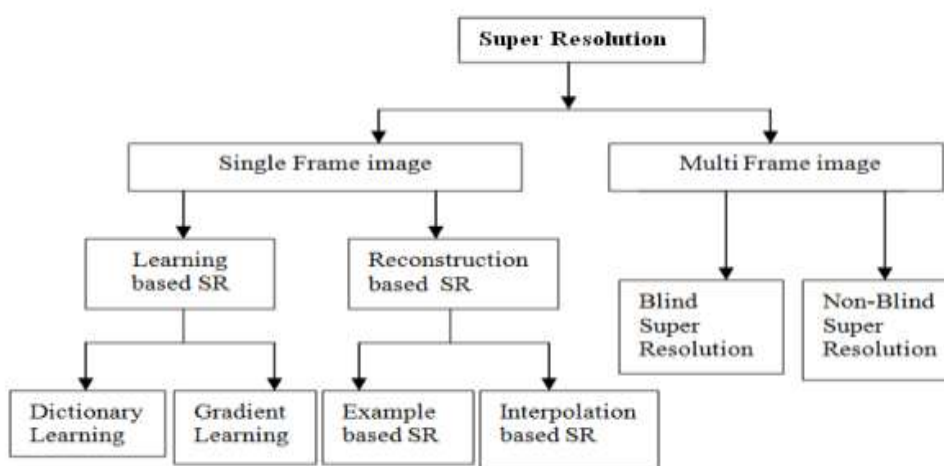 Super Resolution
Single Frame image
Multi Frame image
Learning
based SR
Reconstruction
based SR
Blind
Super
Resolution
Non-Blind
Super
Resolution
Dictionary
Learning
Gradient
Learning
Example
based SR
Interpolation
based SR